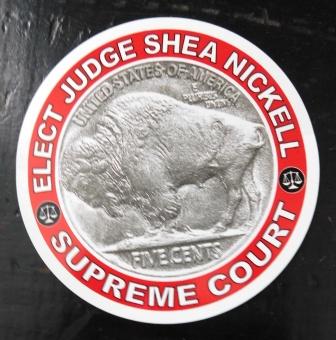 ELECT JUDGE SHEA NICKELL
UNITED STATES OF AMERICA
E
PLURIBUS
UNUM
FIVE CENTS
SUPREME COURT